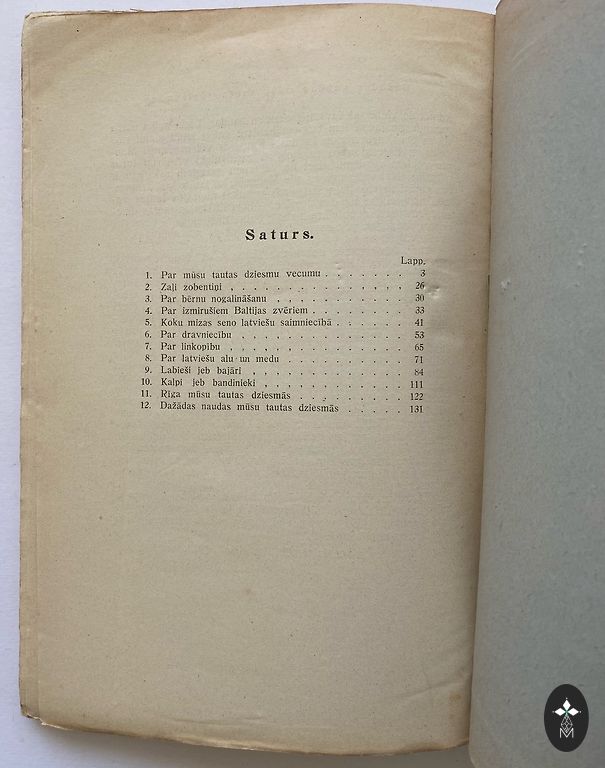 Saturs.
Lapp.
1. Par mūsu tautas dziesmu vecumu . . . . . . . 3
2. Zaļi zobentiņi . . . . . . . . . . . . . 26
3. Par bērnu nogalināšanu . . . . . . . . . . 30
4. Par izmirušiem Baltijas zvēriem . . . . . . . . 33
5. Koku mizas seno latviešu saimniecībā . . . . . . 41
6. Par dravniecību . . . . . . . . . . . . 53
7. Par linkopību . . . . . . . . . . . . . 65
8. Par latviešu alu un medu . . . . . . . . . 71
9. Labieši jeb bajāri . . . . . . . . . . . . 84
10. Kalpi jeb bandinieki . . . . . . . . . . . 111
11. Rīga mūsu tautas dziesmās . . . . . . . . . 122
12. Dažādas naudas mūsu tautas dziesmās . . . . . 131
M